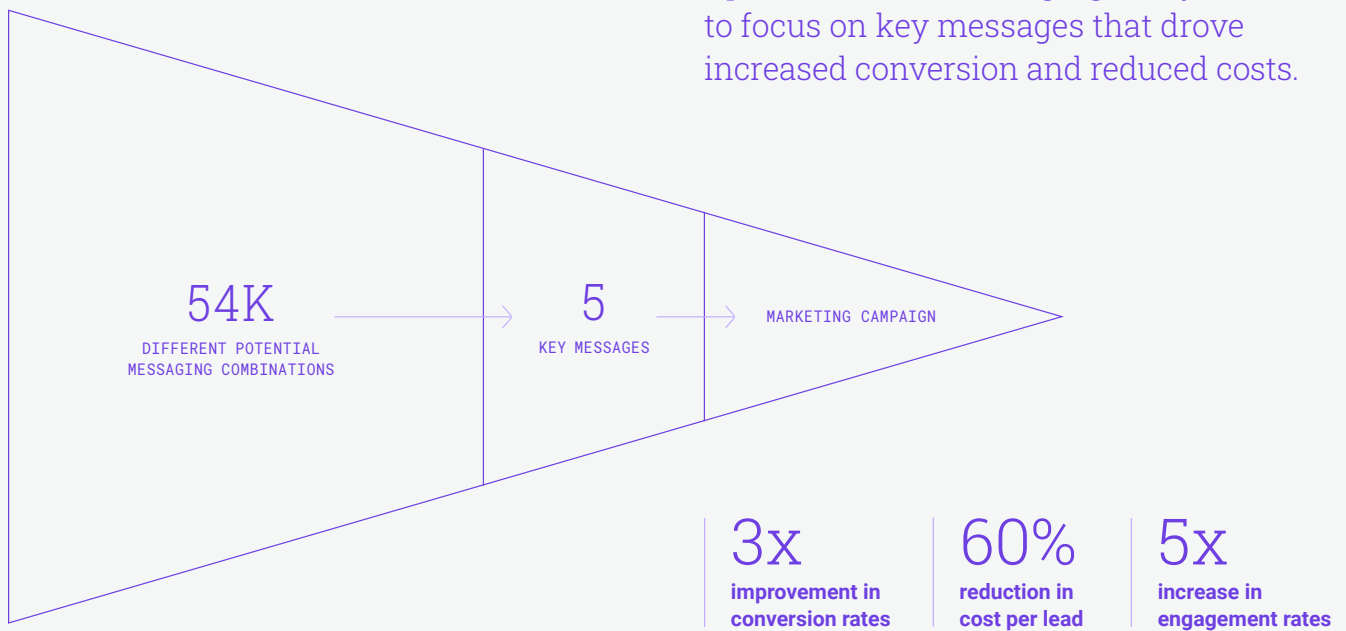 to focus on key messages that drove
increased conversion and reduced costs.
54K
DIFFERENT POTENTIAL
MESSAGING COMBINATIONS
5
KEY MESSAGES
MARKETING CAMPAIGN
3x
improvement in
conversion rates
60%
reduction in
cost per lead
5x
increase in
engagement rates